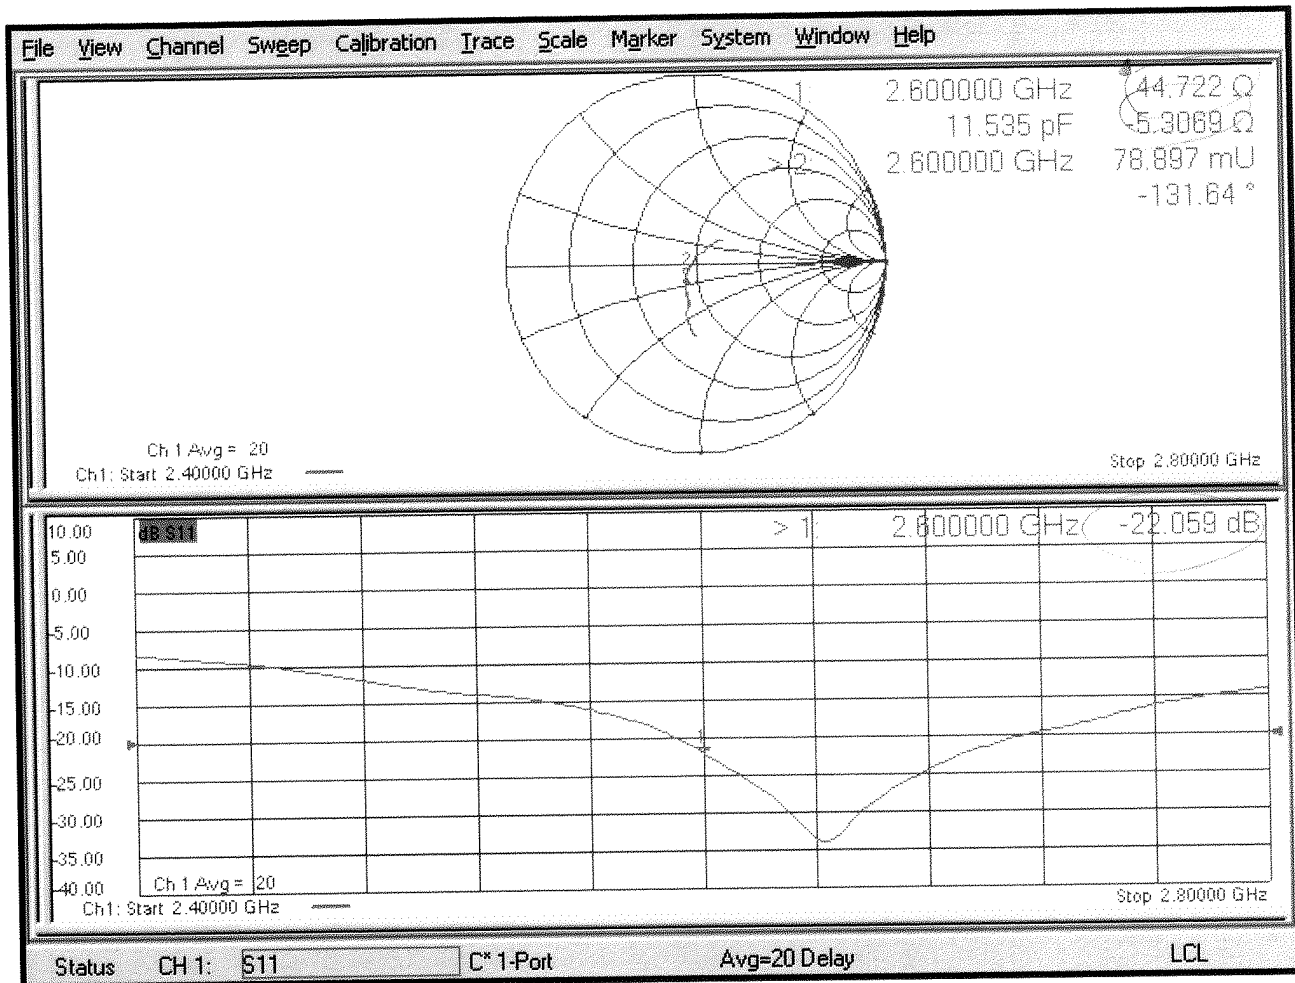 File View Channel Sweep Calibration Trace Scale Marker System Window Help
1: 2.600000 GHz 44.722 Ω
11.535 pF -5.3069 Ω
> 2: 2.600000 GHz 78.897 mU
-131.64 °
2
Ch 1 Avg = 20
Ch1: Start 2.40000 GHz
Stop 2.80000 GHz
10.00 dB S11 > 1: 2.600000 GHz -22.059 dB
5.00
0.00
-5.00
-10.00
-15.00
-20.00
1
-25.00
-30.00
-35.00
-40.00
Ch 1 Avg = 20
Ch1: Start 2.40000 GHz
Stop 2.80000 GHz
Status CH 1: S11 C* 1-Port Avg=20 Delay LCL